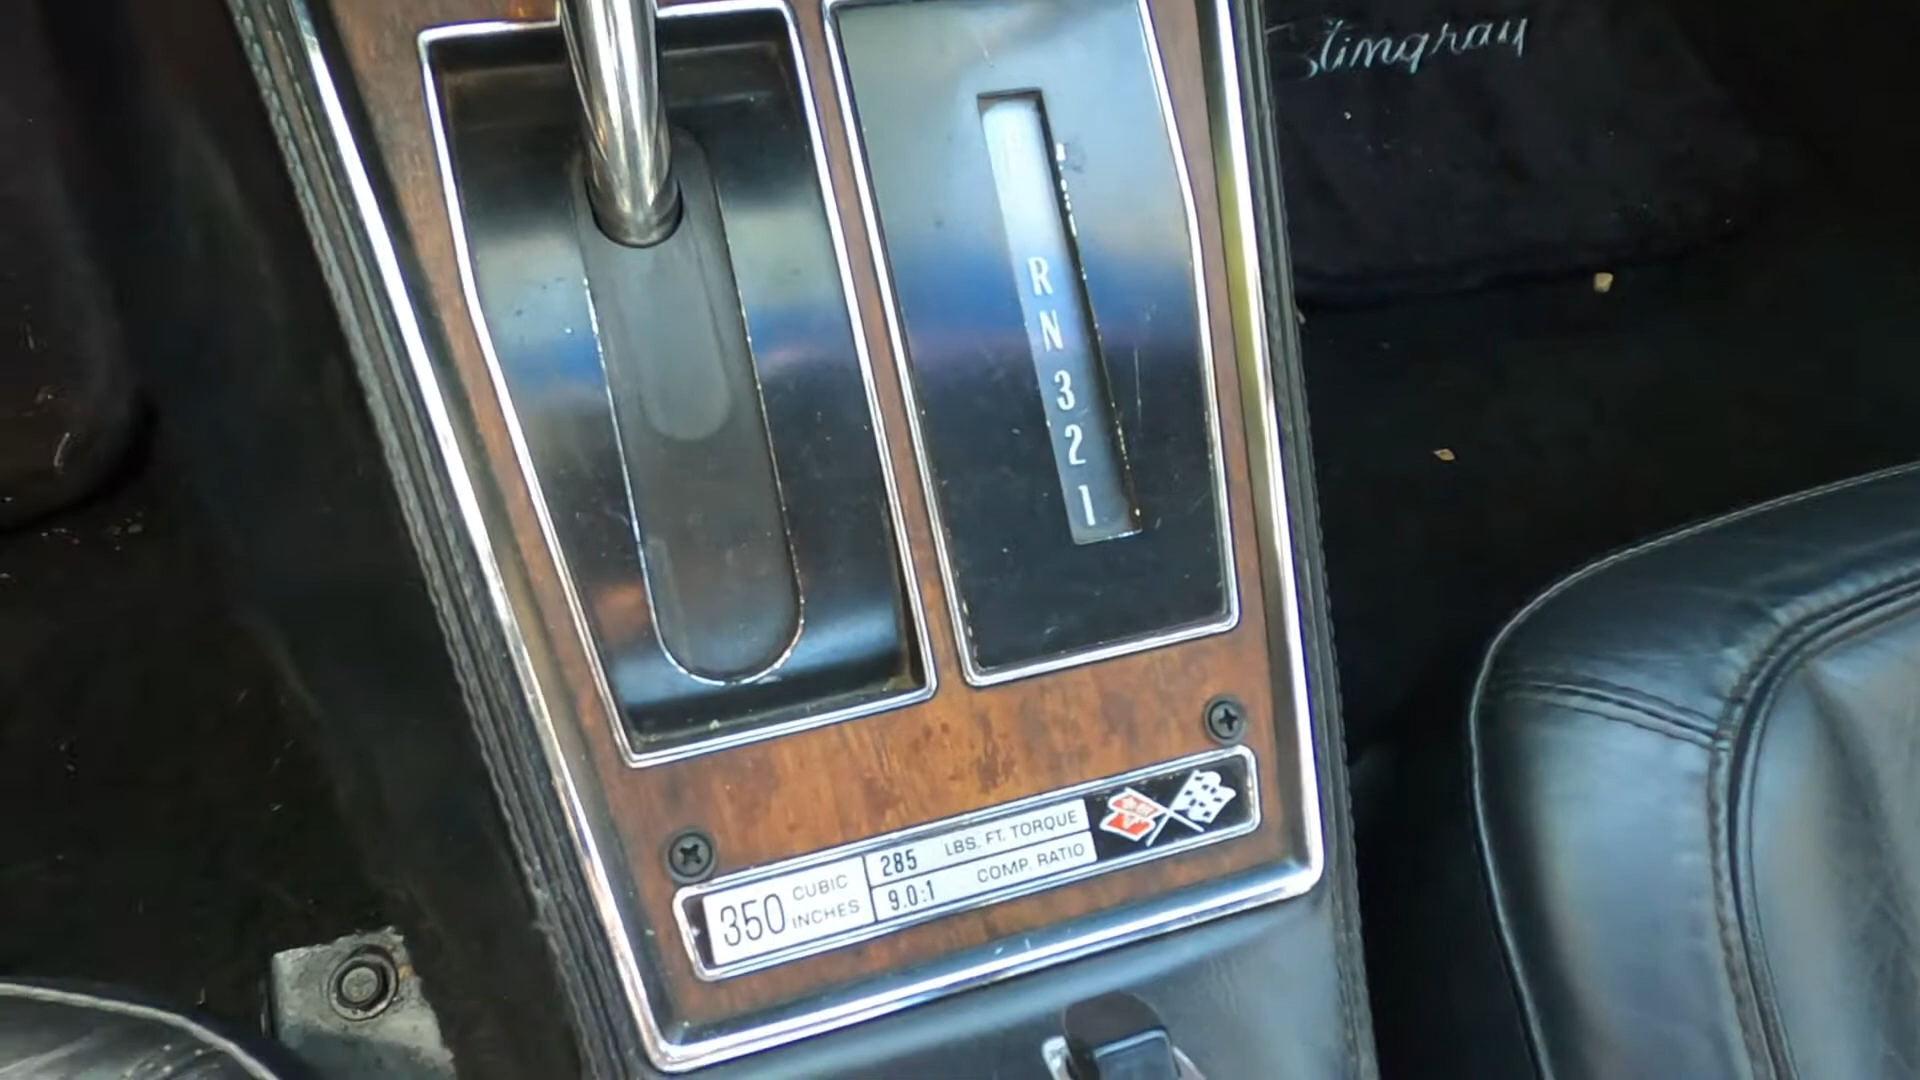 Stingray
R
N
3
2
1
350 CUBIC INCHES
285 LBS. FT. TORQUE
9.0:1 COMP. RATIO